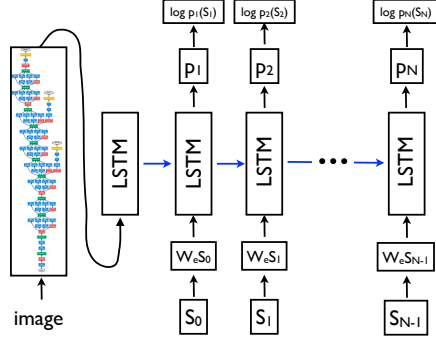 log p₁(S₁) log p₂(S₂) log pN(SN)
p₁ p₂ pN
LSTM LSTM LSTM LSTM
WₑS₀ WₑS₁ WₑSN-1
image S₀ S₁ SN-1